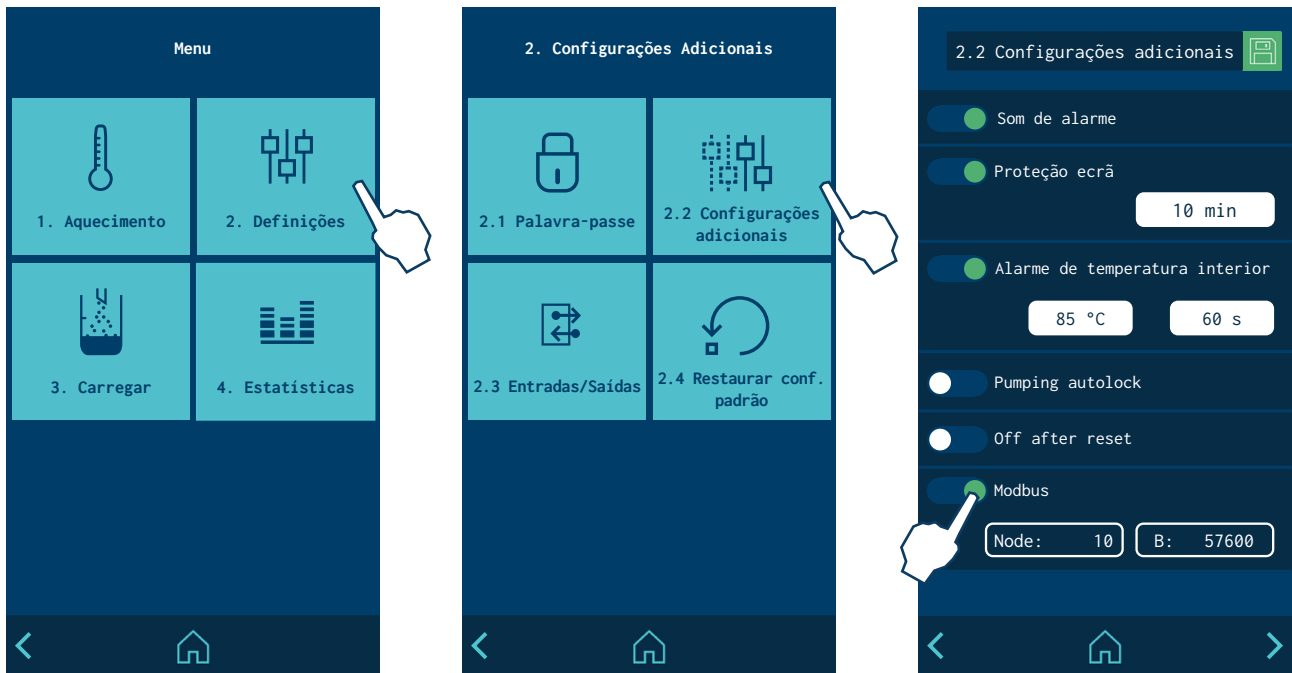 Menu
1. Aquecimento
2. Definições
3. Carregar
4. Estatísticas
2. Configurações Adicionais
2.1 Palavra-passe
2.2 Configurações
adicionais
2.3 Entradas/Saídas
2.4 Restaurar conf.
padrão
2.2 Configurações adicionais
Som de alarme
Proteção ecrã
10 min
Alarme de temperatura interior
85 °C
60 s
Pumping autolock
Off after reset
Modbus
Node: 10
B: 57600